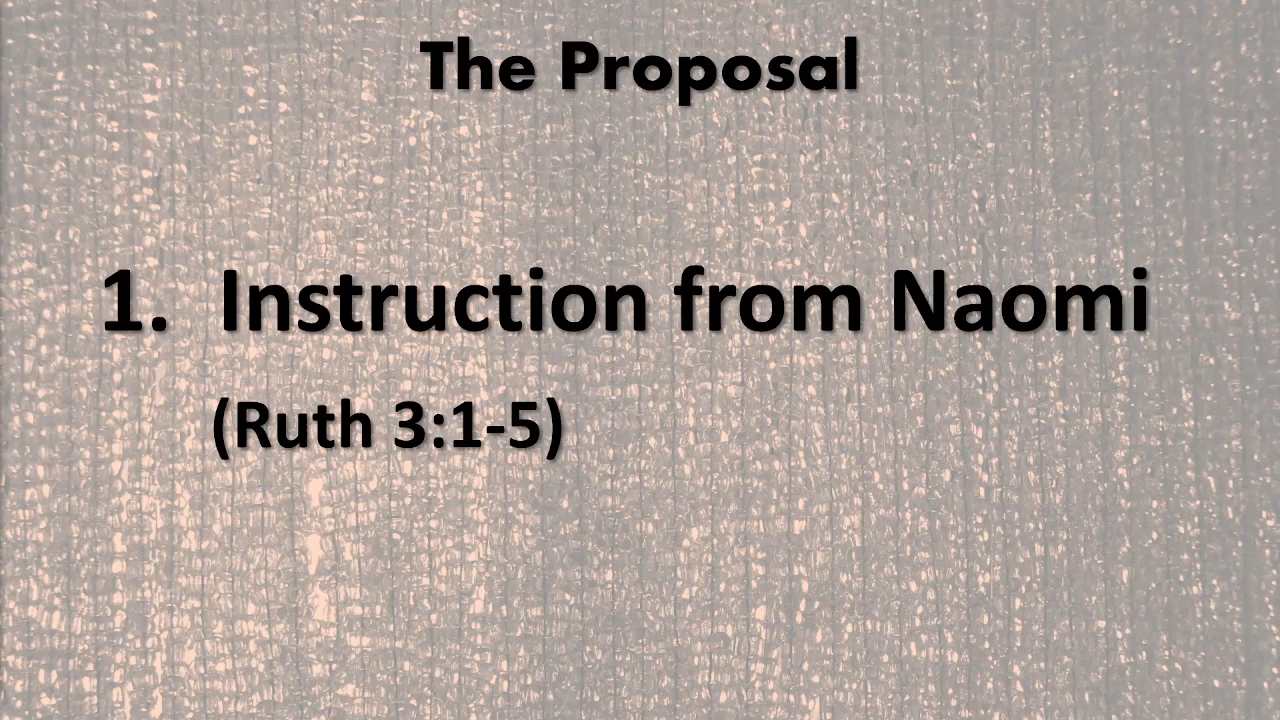 The Proposal
1. Instruction from Naomi
(Ruth 3:1-5)